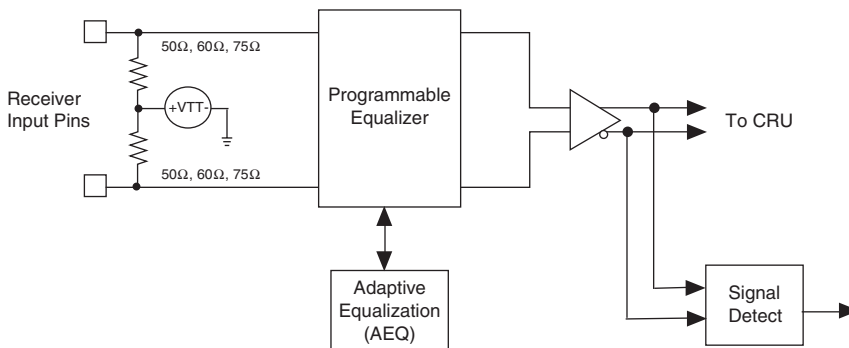 50Ω, 60Ω, 75Ω
Receiver
Input Pins
+VTT-
50Ω, 60Ω, 75Ω
Programmable
Equalizer
Adaptive
Equalization
(AEQ)
To CRU
Signal
Detect